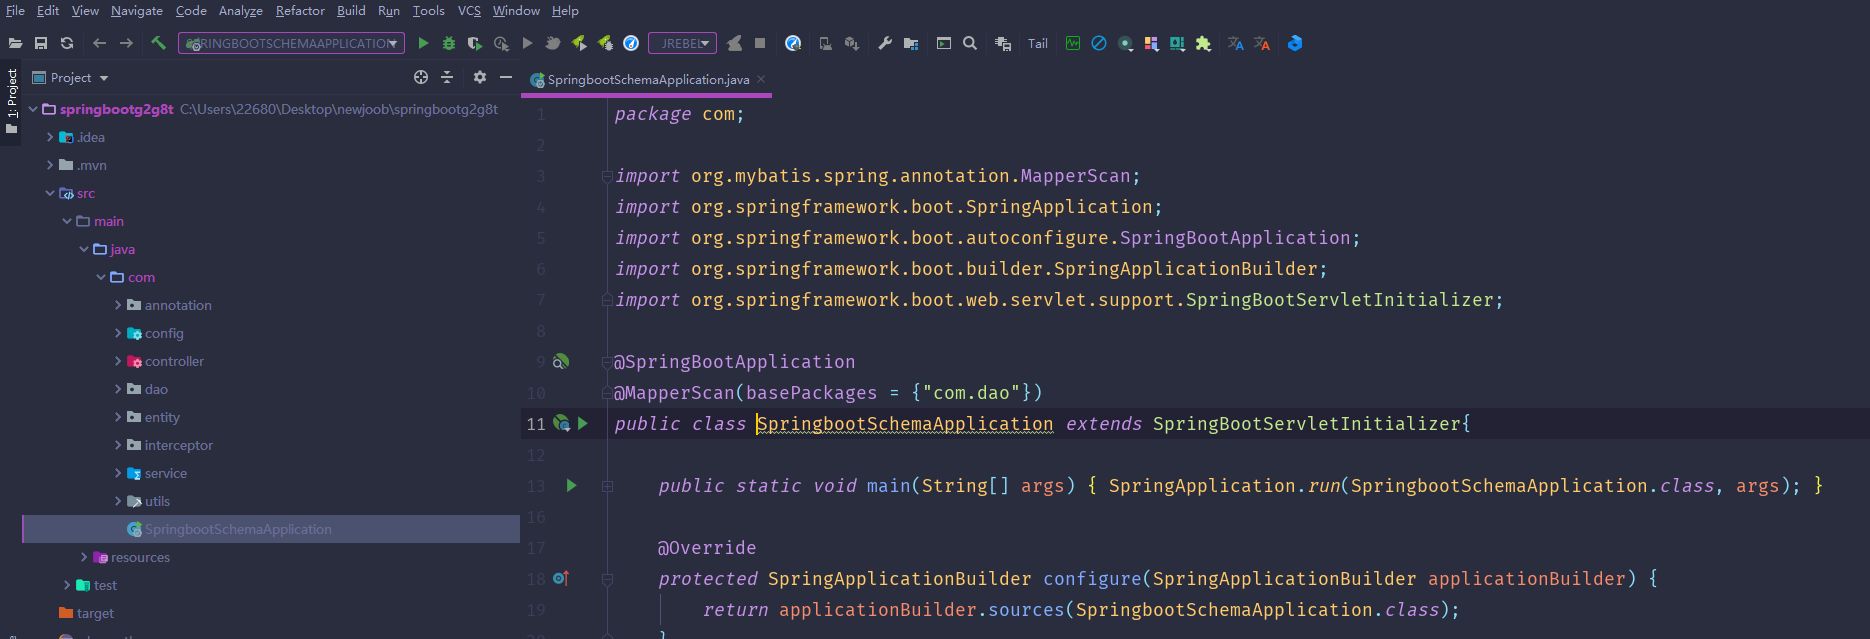 File Edit View Navigate Code Analyze Refactor Build Run Tools VCS Window Help
SPRINGBOOTSCHEMAAPPLICATION JREBEL Tail
1: Project
Project
SpringbootSchemaApplication.java
springbootg2g8t C:\Users\22680\Desktop\newjoob\springbootg2g8t
.idea
.mvn
src
main
java
com
annotation
config
controller
dao
entity
interceptor
service
utils
SpringbootSchemaApplication
resources
test
target
1 package com;
2
3 import org.mybatis.spring.annotation.MapperScan;
4 import org.springframework.boot.SpringApplication;
5 import org.springframework.boot.autoconfigure.SpringBootApplication;
6 import org.springframework.boot.builder.SpringApplicationBuilder;
7 import org.springframework.boot.web.servlet.support.SpringBootServletInitializer;
8
9 @SpringBootApplication
10 @MapperScan(basePackages = {"com.dao"})
11 public class SpringbootSchemaApplication extends SpringBootServletInitializer{
12
13 public static void main(String[] args) { SpringApplication.run(SpringbootSchemaApplication.class, args); }
16
17 @Override
18 protected SpringApplicationBuilder configure(SpringApplicationBuilder applicationBuilder) {
19 return applicationBuilder.sources(SpringbootSchemaApplication.class);